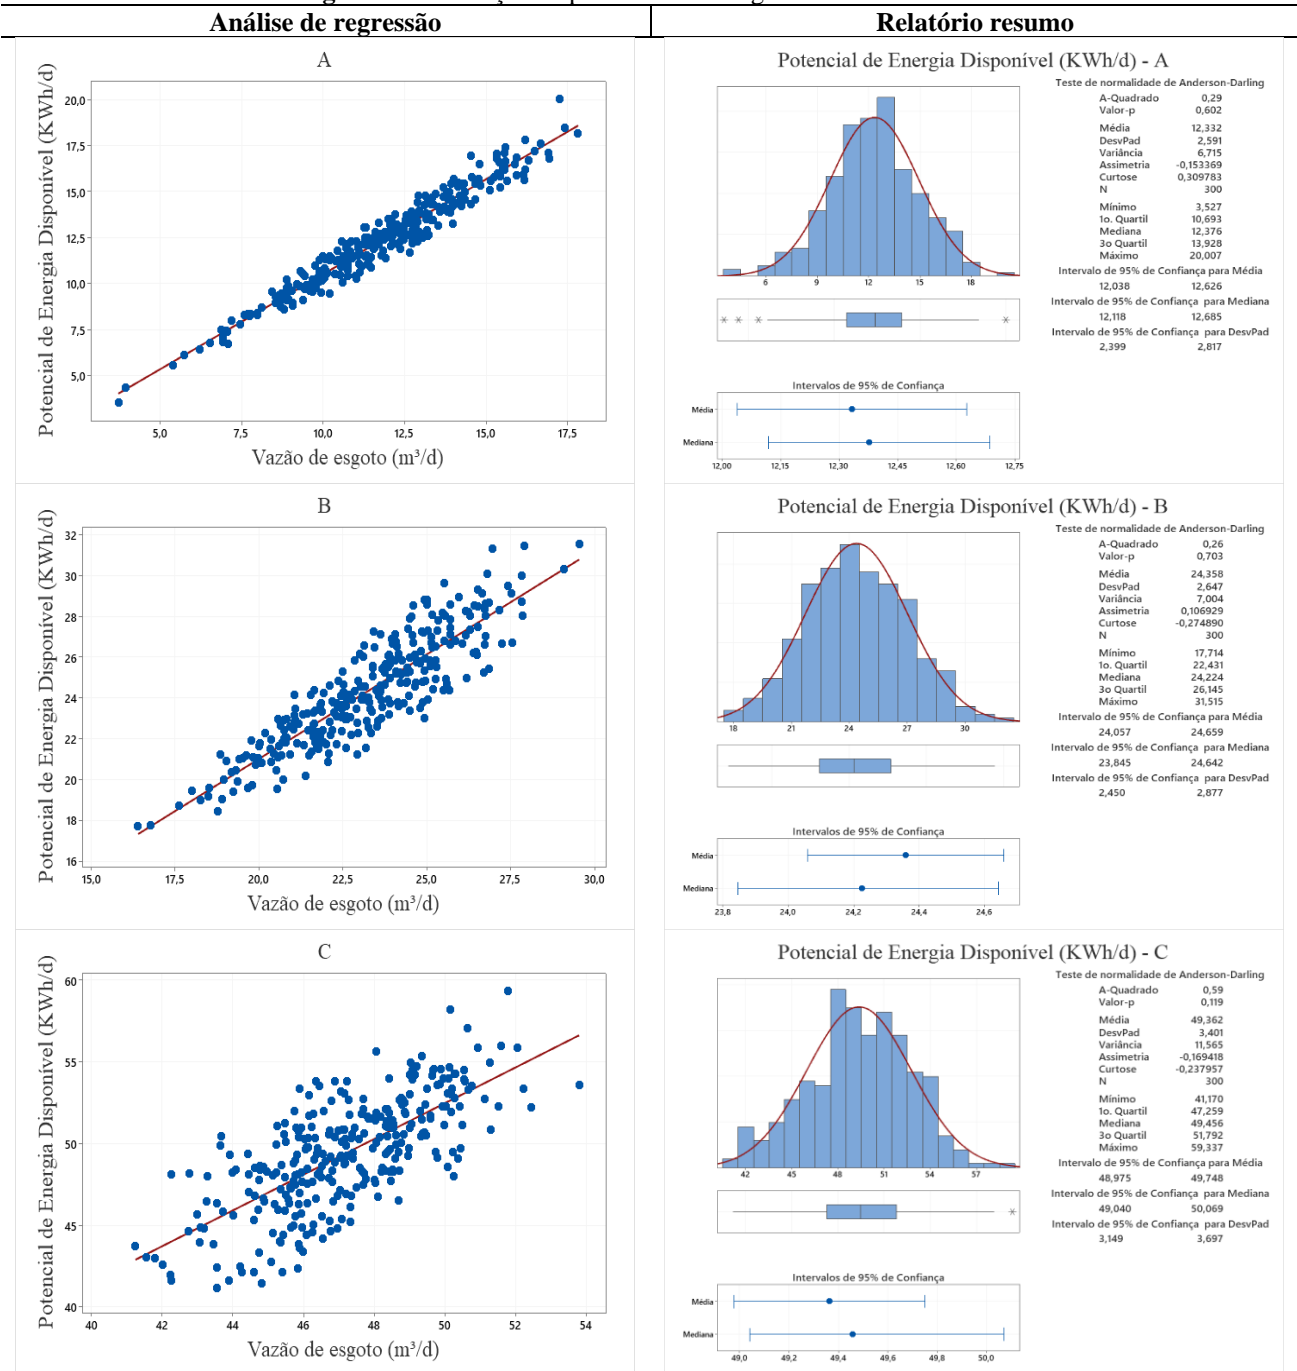 Análise de regressão
Relatório resumo
A
Potencial de Energia Disponível (KWh/d)
20,0
17,5
15,0
12,5
10,0
7,5
5,0
5,0 7,5 10,0 12,5 15,0 17,5
Vazão de esgoto (m³/d)
Potencial de Energia Disponível (KWh/d) - A
6 9 12 15 18
Intervalos de 95% de Confiança
Média
Mediana
12,00 12,15 12,30 12,45 12,60 12,75
Teste de normalidade de Anderson-Darling
A-Quadrado 0,29
Valor-p 0,602
Média 12,332
DesvPad 2,591
Variância 6,715
Assimetria -0,153369
Curtose 0,309783
N 300
Mínimo 3,527
1o. Quartil 10,693
Mediana 12,376
3o Quartil 13,928
Máximo 20,007
Intervalo de 95% de Confiança para Média
12,038 12,626
Intervalo de 95% de Confiança para Mediana
12,118 12,685
Intervalo de 95% de Confiança para DesvPad
2,399 2,817
B
Potencial de Energia Disponível (KWh/d)
32
30
28
26
24
22
20
18
16
15,0 17,5 20,0 22,5 25,0 27,5 30,0
Vazão de esgoto (m³/d)
Potencial de Energia Disponível (KWh/d) - B
18 21 24 27 30
Intervalos de 95% de Confiança
Média
Mediana
23,8 24,0 24,2 24,4 24,6
Teste de normalidade de Anderson-Darling
A-Quadrado 0,26
Valor-p 0,703
Média 24,358
DesvPad 2,647
Variância 7,004
Assimetria 0,106929
Curtose -0,274890
N 300
Mínimo 17,714
1o. Quartil 22,431
Mediana 24,224
3o Quartil 26,145
Máximo 31,515
Intervalo de 95% de Confiança para Média
24,057 24,659
Intervalo de 95% de Confiança para Mediana
23,845 24,642
Intervalo de 95% de Confiança para DesvPad
2,450 2,877
C
Potencial de Energia Disponível (KWh/d)
60
55
50
45
40
40 42 44 46 48 50 52 54
Vazão de esgoto (m³/d)
Potencial de Energia Disponível (KWh/d) - C
42 45 48 51 54 57
Intervalos de 95% de Confiança
Média
Mediana
49,0 49,2 49,4 49,6 49,8 50,0
Teste de normalidade de Anderson-Darling
A-Quadrado 0,59
Valor-p 0,119
Média 49,362
DesvPad 3,401
Variância 11,565
Assimetria -0,169418
Curtose -0,237957
N 300
Mínimo 41,170
1o. Quartil 47,259
Mediana 49,456
3o Quartil 51,792
Máximo 59,337
Intervalo de 95% de Confiança para Média
48,975 49,748
Intervalo de 95% de Confiança para Mediana
49,040 50,069
Intervalo de 95% de Confiança para DesvPad
3,149 3,697